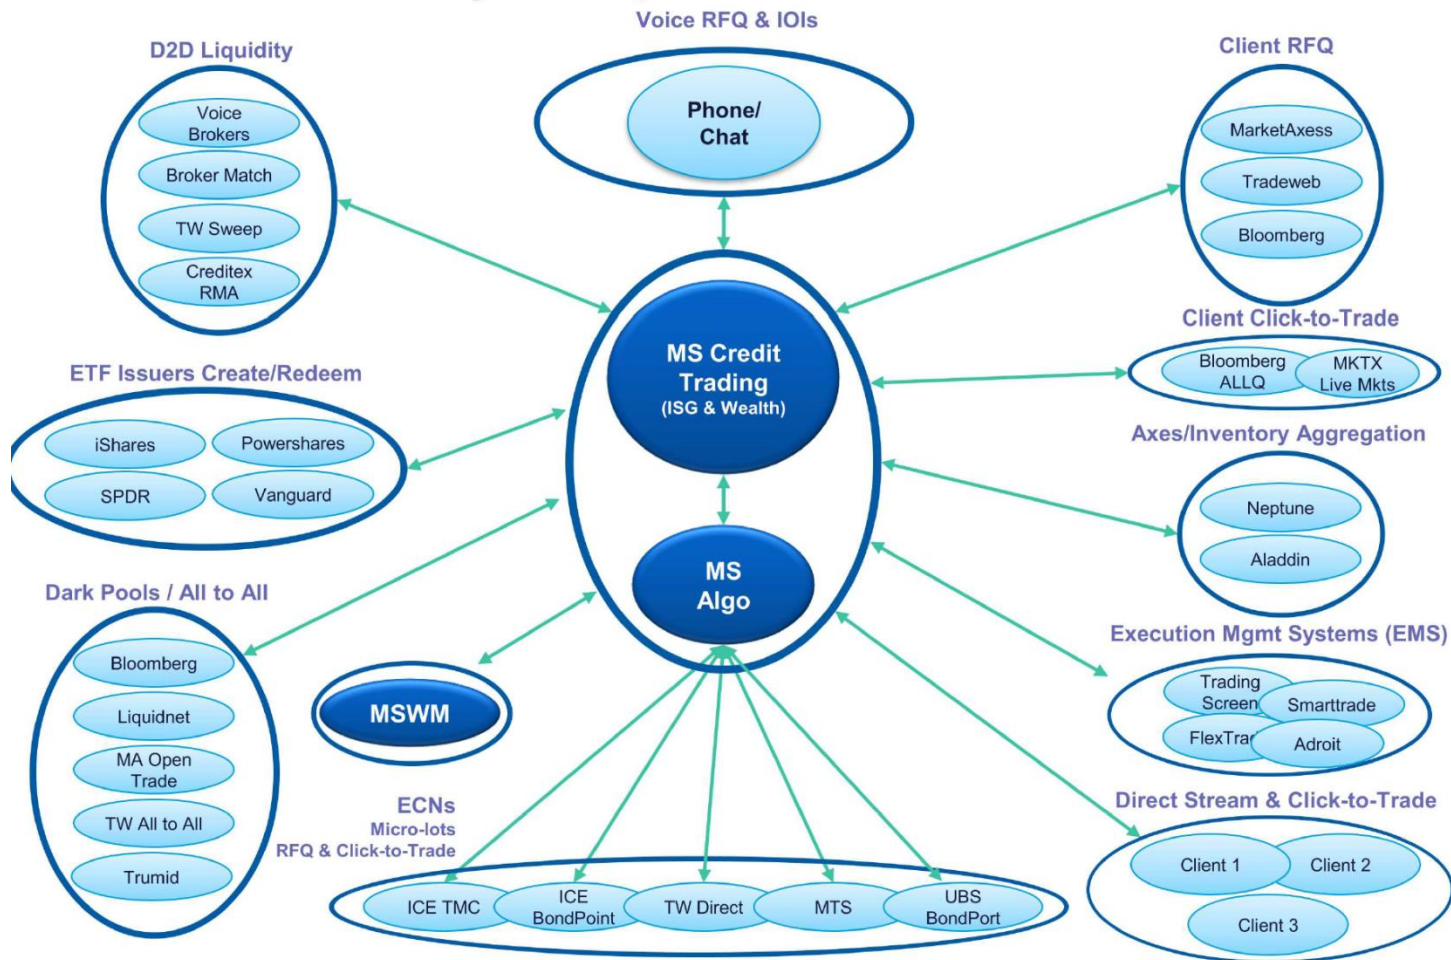 Voice RFQ & IOIs
Phone/
Chat
D2D Liquidity
Voice
Brokers
Broker Match
TW Sweep
Creditex
RMA
Client RFQ
MarketAxess
Tradeweb
Bloomberg
MS Credit
Trading
(ISG & Wealth)
MS
Algo
Client Click-to-Trade
Bloomberg
ALLQ
MKTX
Live Mkts
ETF Issuers Create/Redeem
iShares
Powershares
SPDR
Vanguard
Axes/Inventory Aggregation
Neptune
Aladdin
Dark Pools / All to All
Bloomberg
Liquidnet
MA Open
Trade
TW All to All
Trumid
MSWM
Execution Mgmt Systems (EMS)
Trading
Screen
Smarttrade
FlexTrad
Adroit
ECNs
Micro-lots
RFQ & Click-to-Trade
ICE TMC
ICE
BondPoint
TW Direct
MTS
UBS
BondPort
Direct Stream & Click-to-Trade
Client 1
Client 2
Client 3